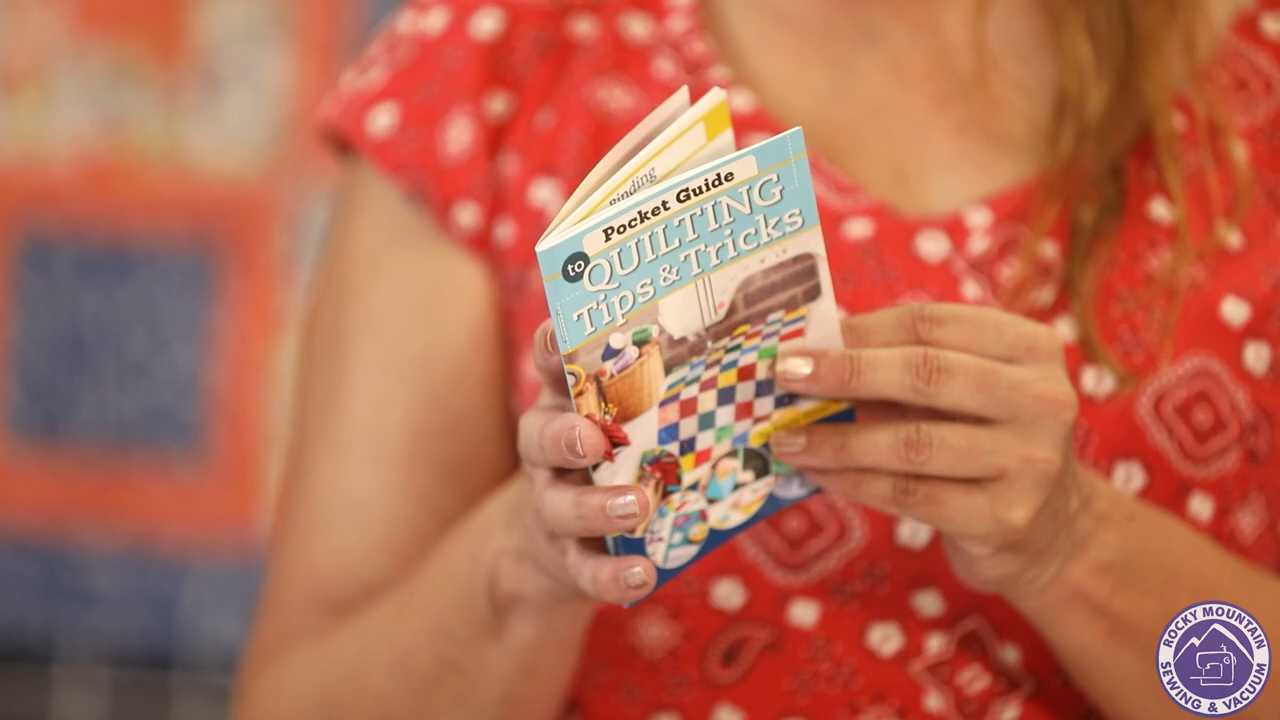 Binding
Pocket Guide
to QUILTING
Tips & Tricks
ROCKY MOUNTAIN
SEWING & VACUUM